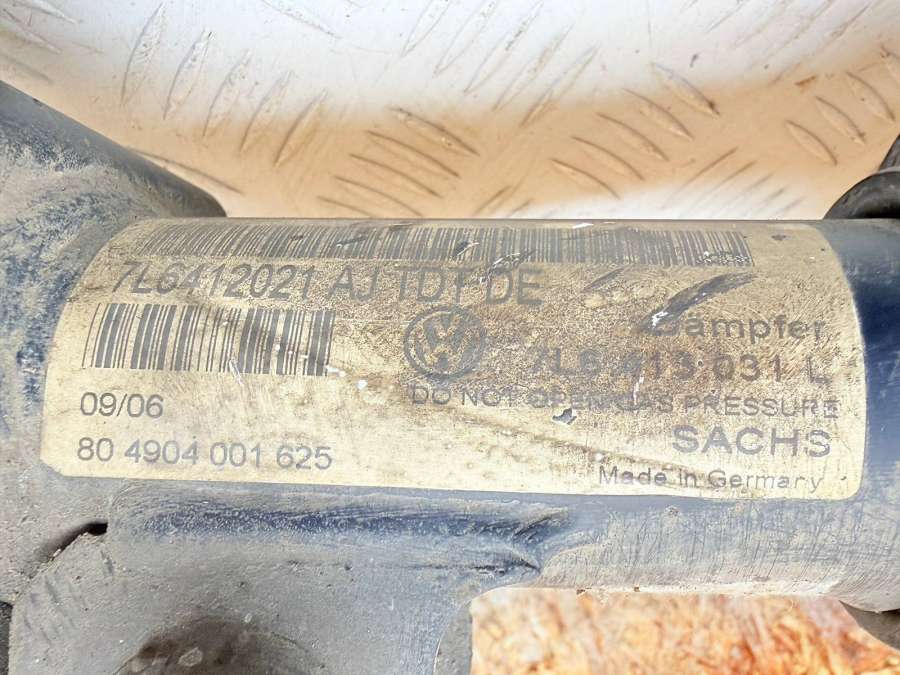 7L6412021 AJ TDT DE
Dämpfer
7L6 413 031 L
DO NOT OPEN/GAS PRESSURE
09/06
SACHS
80 4904 001 625
Made in Germany